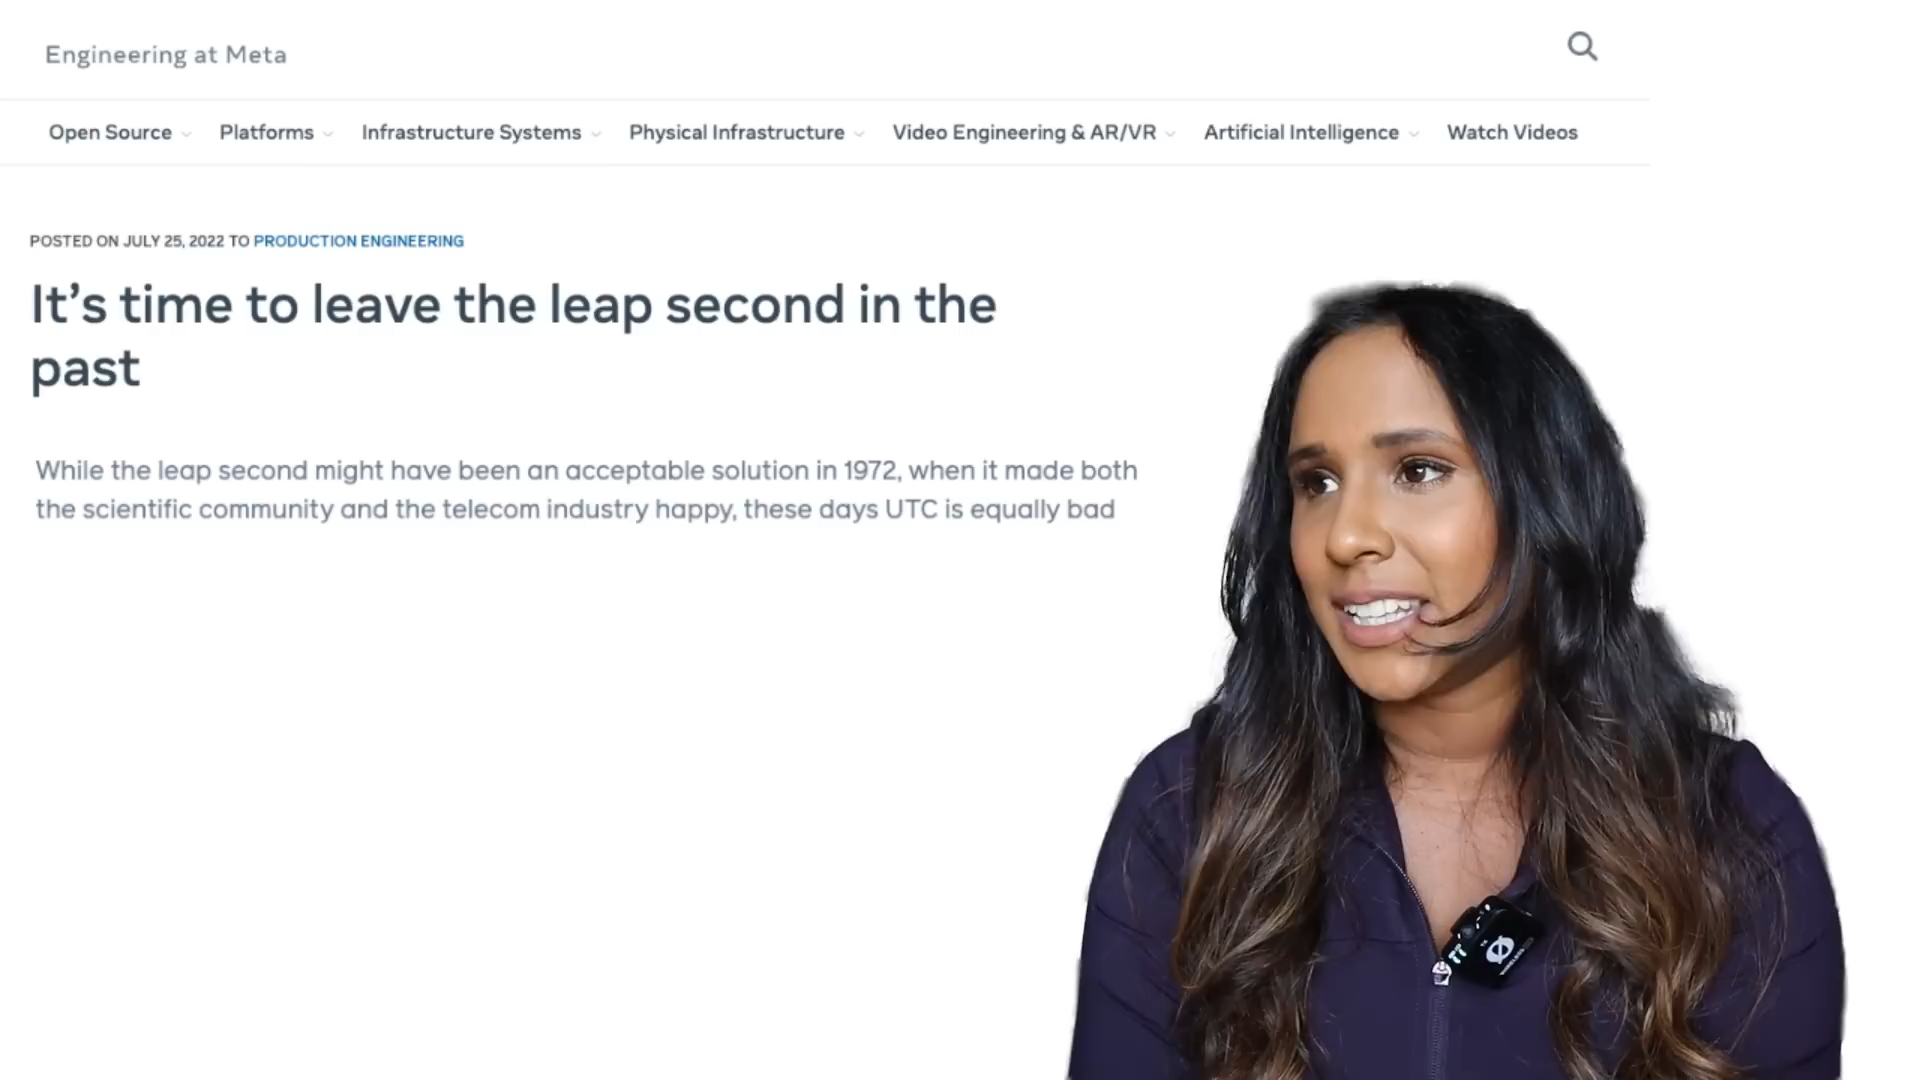 Engineering at Meta
Open Source Platforms Infrastructure Systems Physical Infrastructure Video Engineering & AR/VR Artificial Intelligence Watch Videos
POSTED ON JULY 25, 2022 TO PRODUCTION ENGINEERING
It’s time to leave the leap second in the
past
While the leap second might have been an acceptable solution in 1972, when it made both
the scientific community and the telecom industry happy, these days UTC is equally bad